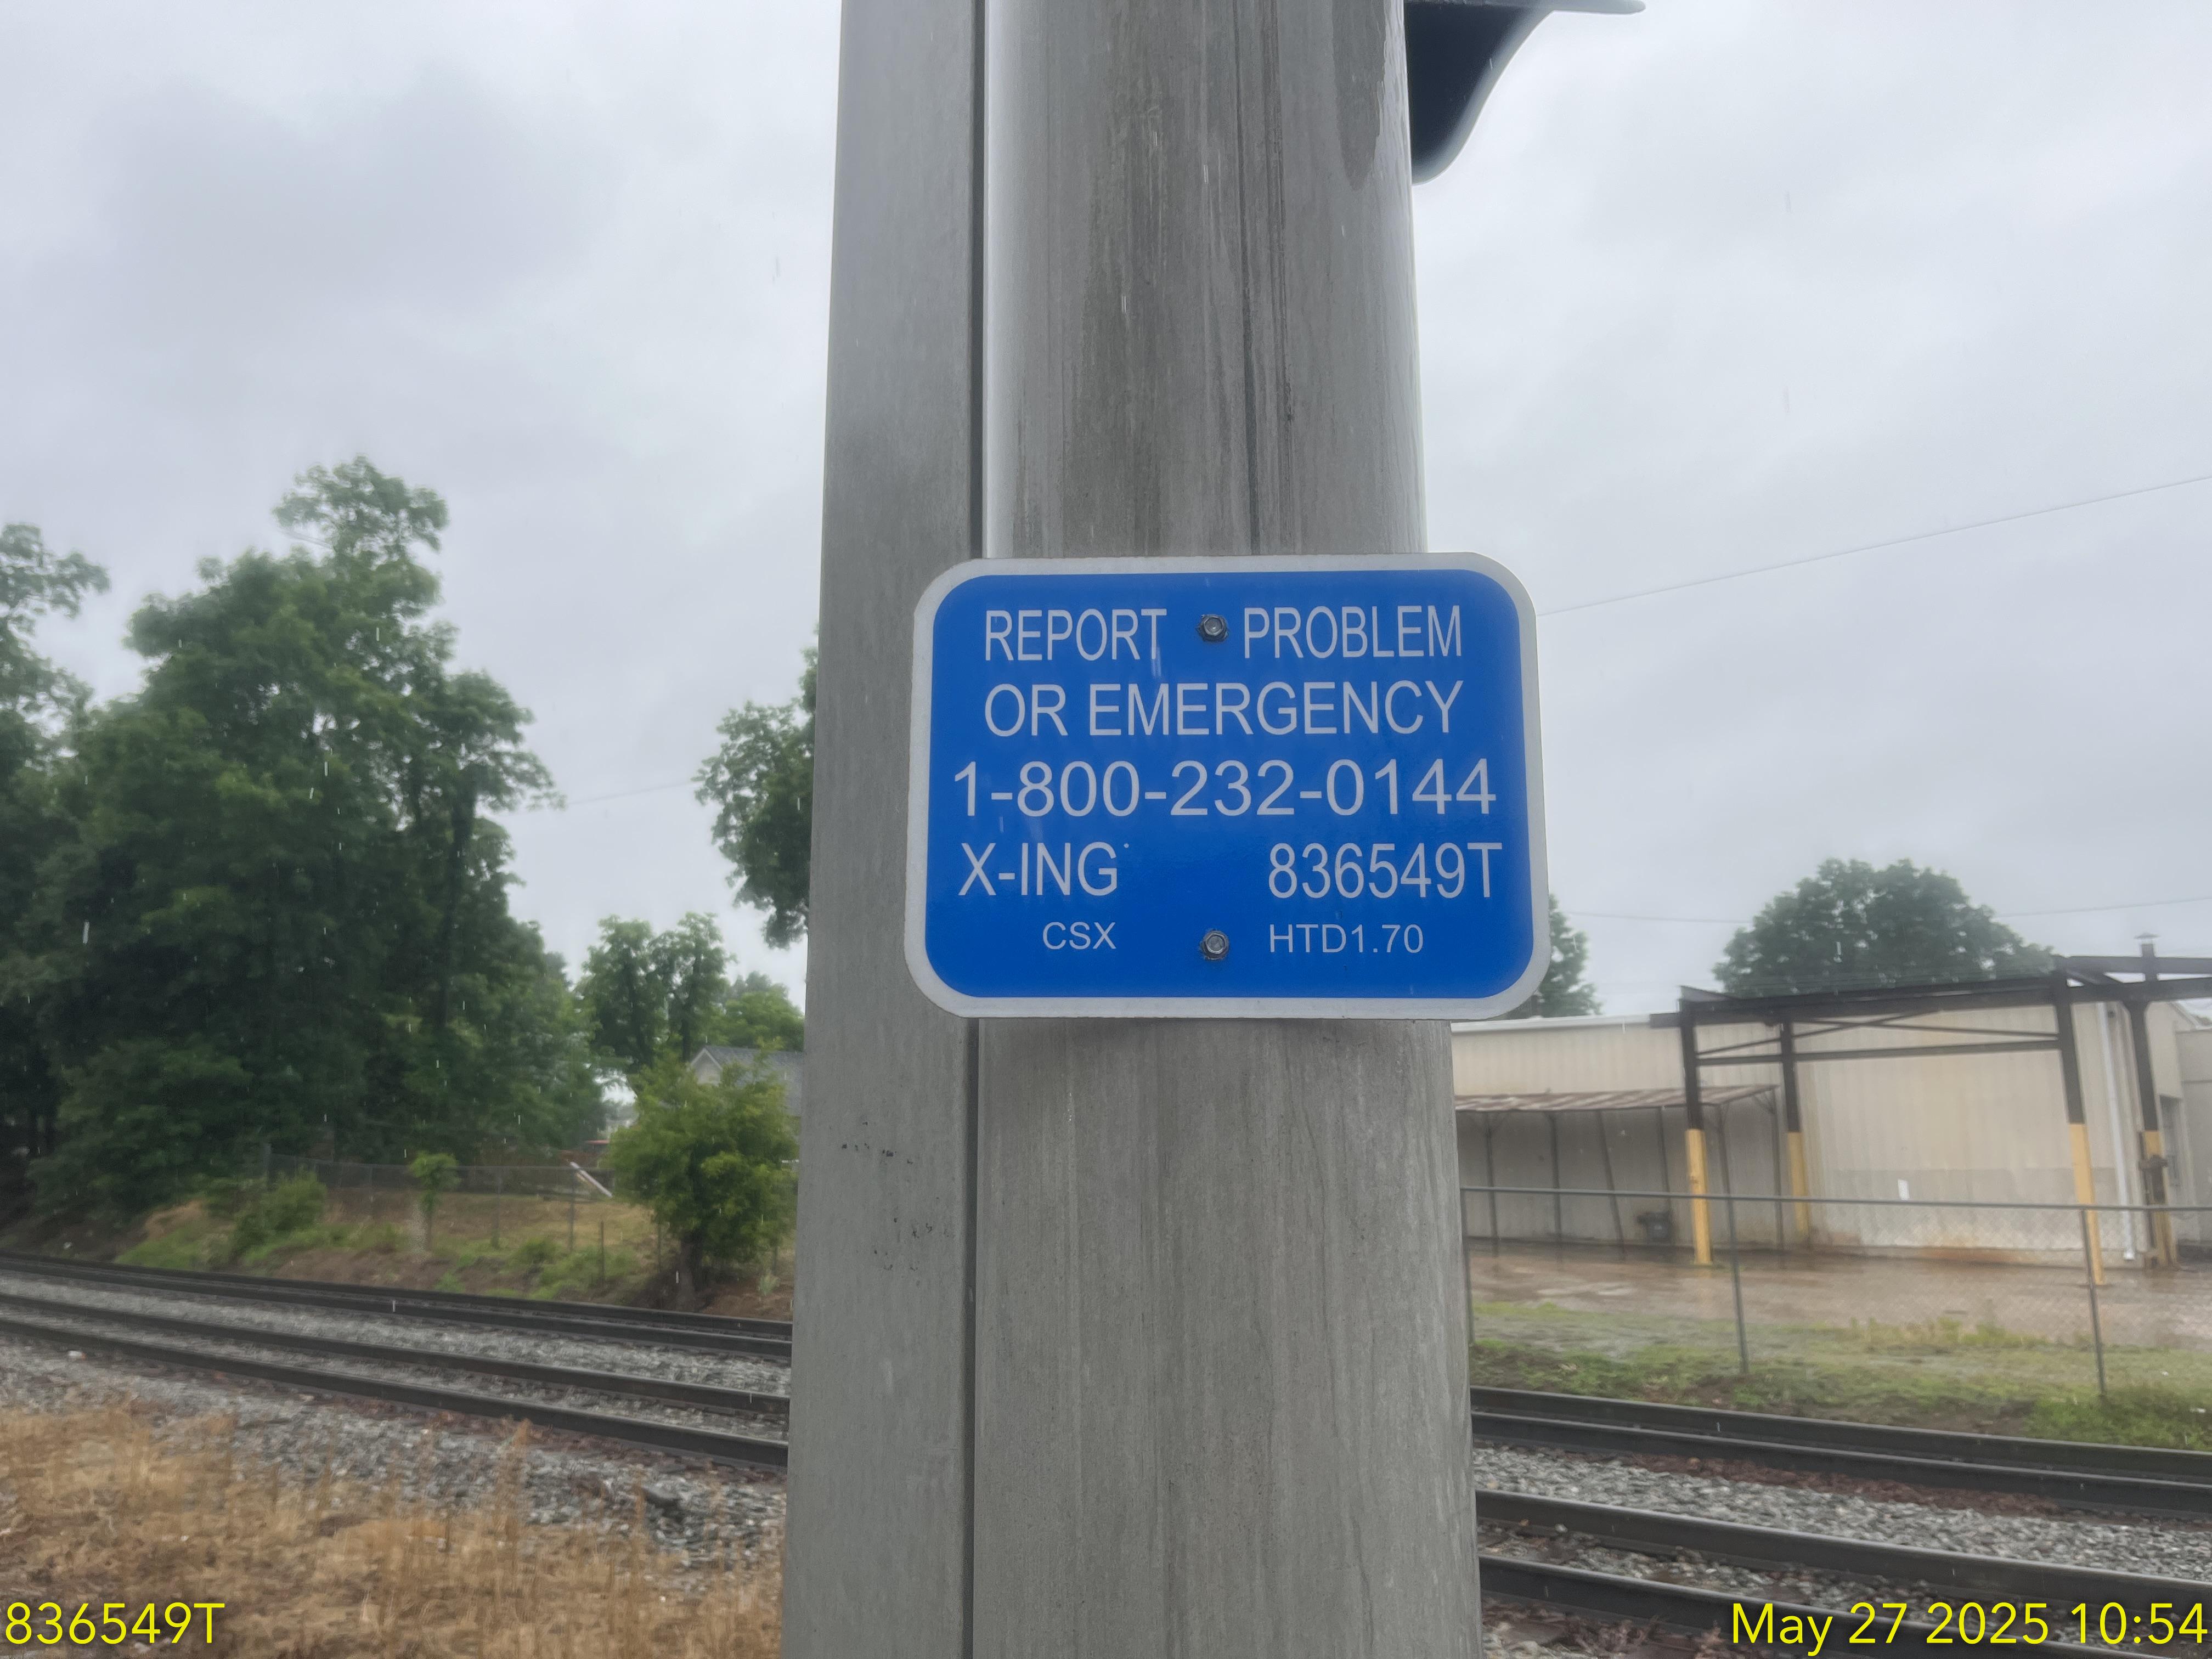 REPORT PROBLEM
OR EMERGENCY
1-800-232-0144
X-ING 836549T
CSX HTD1.70
836549T
May 27 2025 10:54